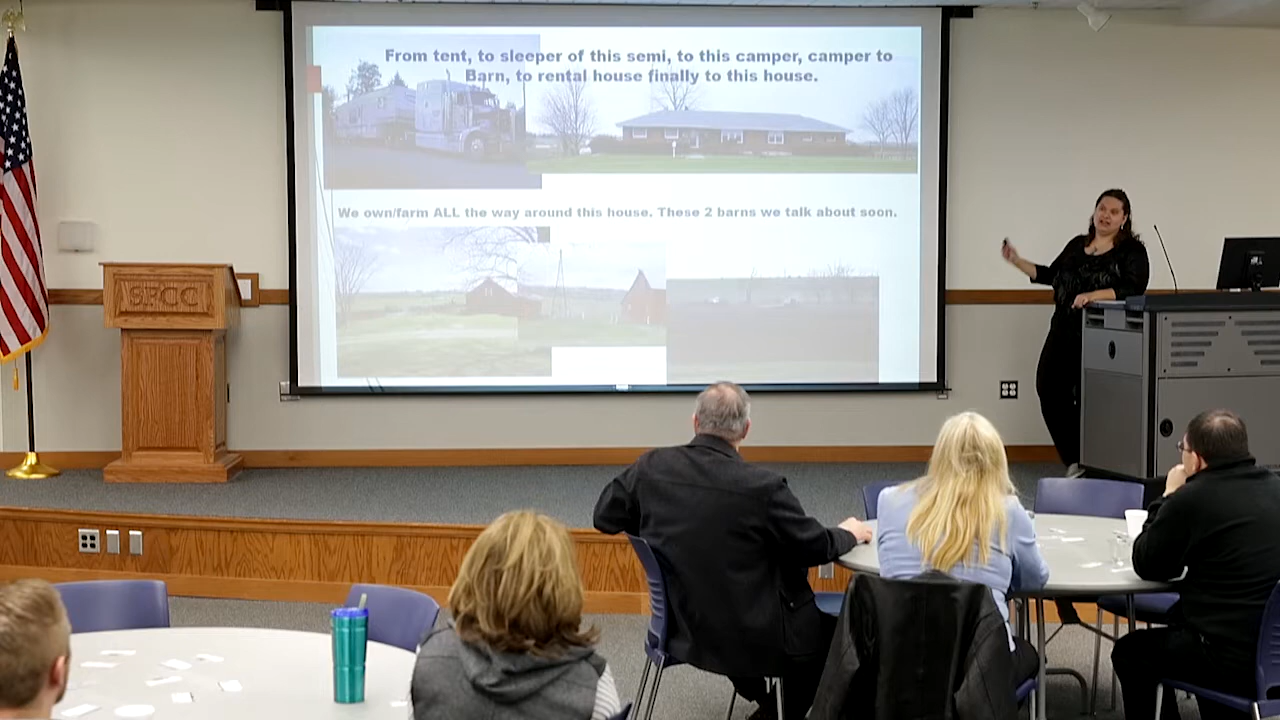 From tent, to sleeper of this semi, to this camper, camper to
Barn, to rental house finally to this house.
We own/farm ALL the way around this house. These 2 barns we talk about soon.
SFCC